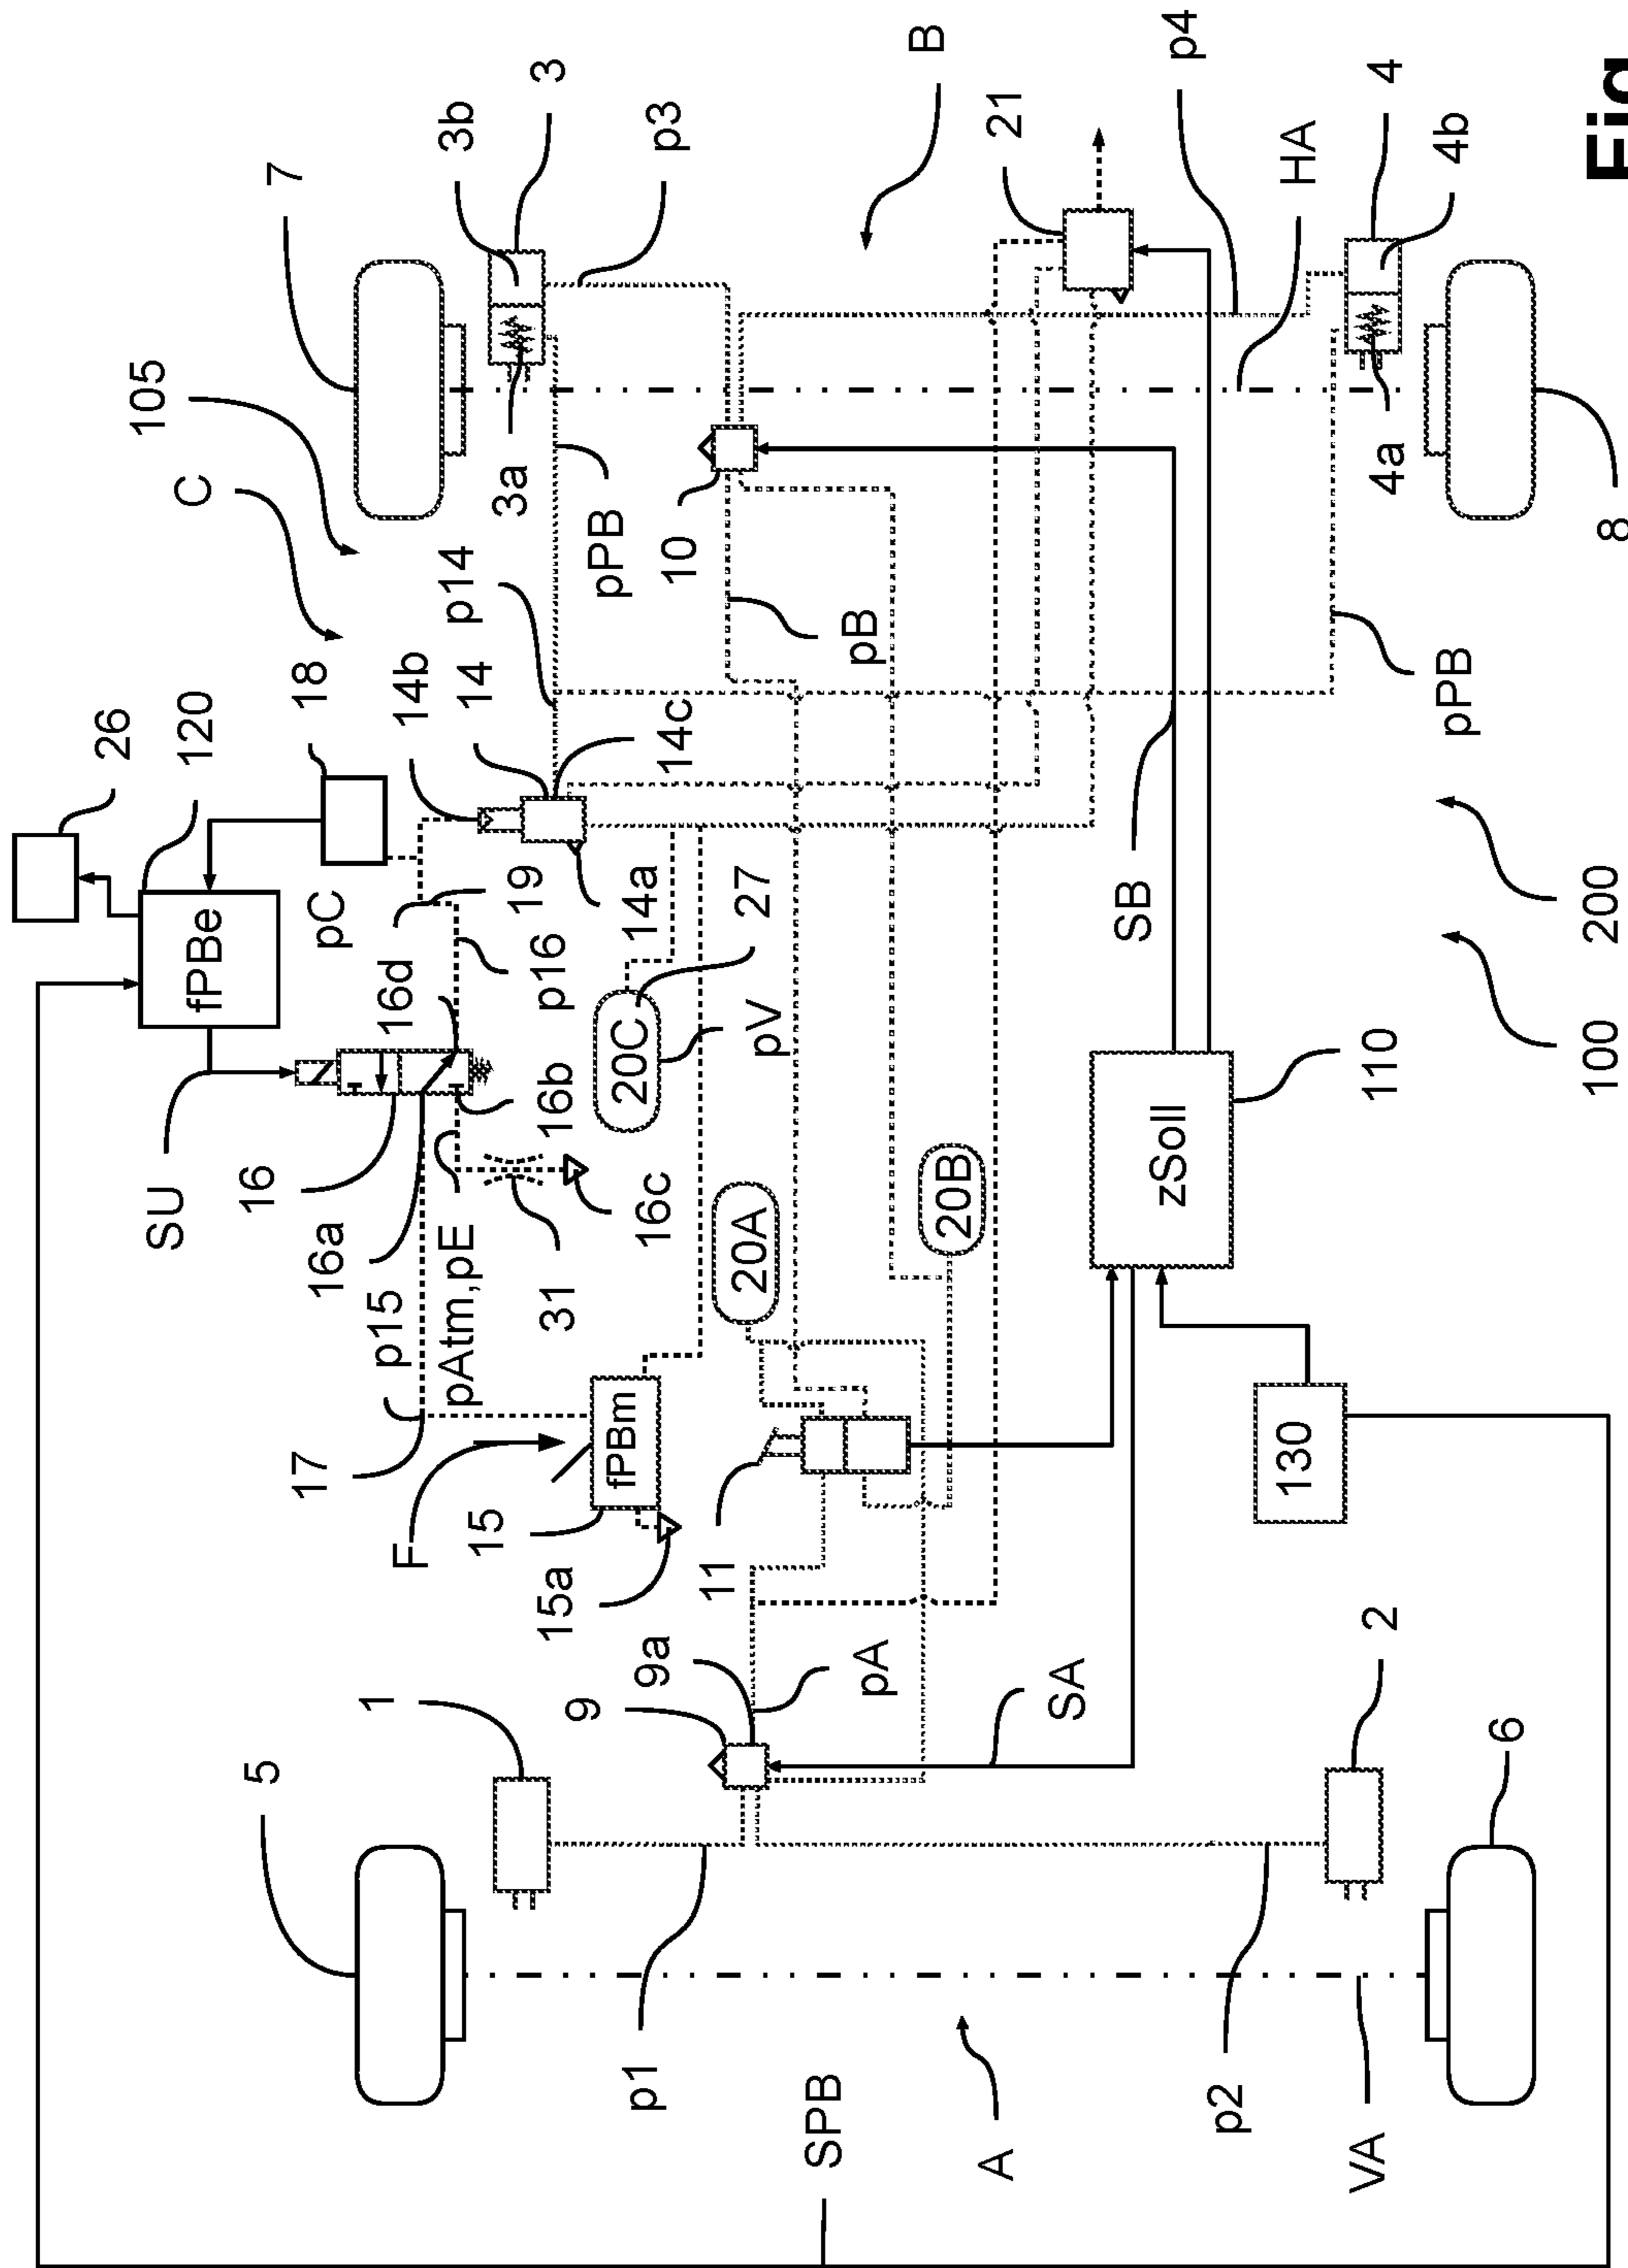 5
1
9
9a
15a
15
F
17
p15
16a
16
SU
pAtm,pE
31
16c
16b
16d
p16
19
pC
fPBe
26
120
18
14b
14
p14
C
105
7
3b
3
p3
3a
pPB
10
pB
14c
14a
27
20C
pV
fPBm
11
20A
20B
B
21
p4
HA
4
4b
4a
8
pPB
SB
200
100
110
zSoll
130
pA
SA
2
6
p1
p2
VA
A
SPB
Fig